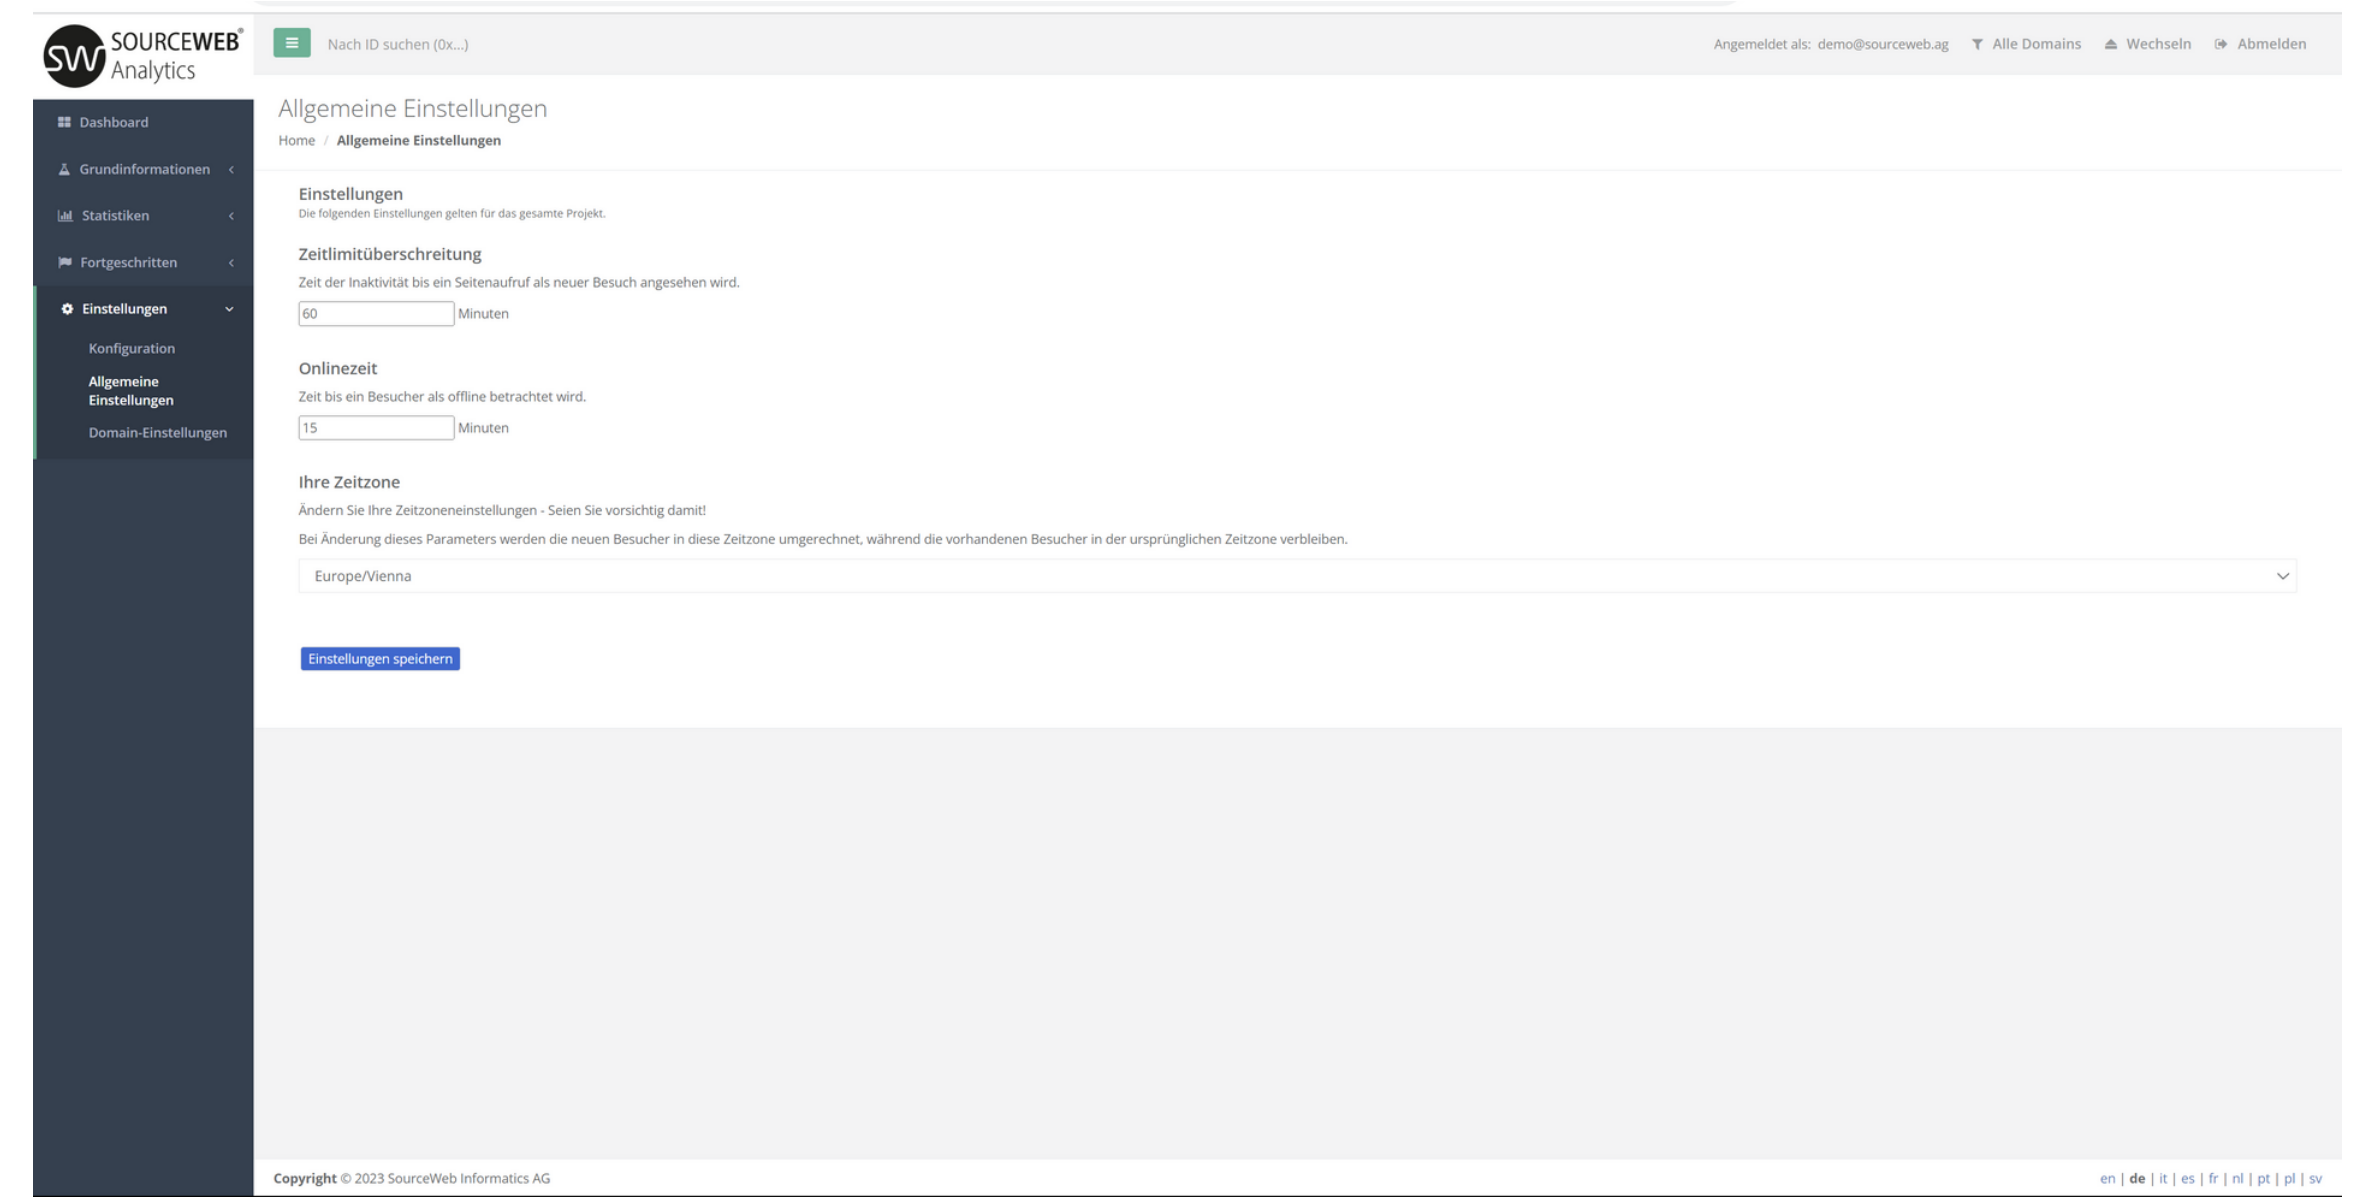 SOURCEWEB®
Analytics
Nach ID suchen (0x...)
Angemeldet als: demo@sourceweb.ag Alle Domains Wechseln Abmelden
Dashboard
Grundinformationen
Statistiken
Fortgeschritten
Einstellungen
Konfiguration
Allgemeine
Einstellungen
Domain-Einstellungen
Allgemeine Einstellungen
Home / Allgemeine Einstellungen
Einstellungen
Die folgenden Einstellungen gelten für das gesamte Projekt.
Zeitlimitüberschreitung
Zeit der Inaktivität bis ein Seitenaufruf als neuer Besuch angesehen wird.
60 Minuten
Onlinezeit
Zeit bis ein Besucher als offline betrachtet wird.
15 Minuten
Ihre Zeitzone
Ändern Sie Ihre Zeitzoneneinstellungen - Seien Sie vorsichtig damit!
Bei Änderung dieses Parameters werden die neuen Besucher in diese Zeitzone umgerechnet, während die vorhandenen Besucher in der ursprünglichen Zeitzone verbleiben.
Europe/Vienna
Einstellungen speichern
Copyright © 2023 SourceWeb Informatics AG
en | de | it | es | fr | nl | pt | pl | sv